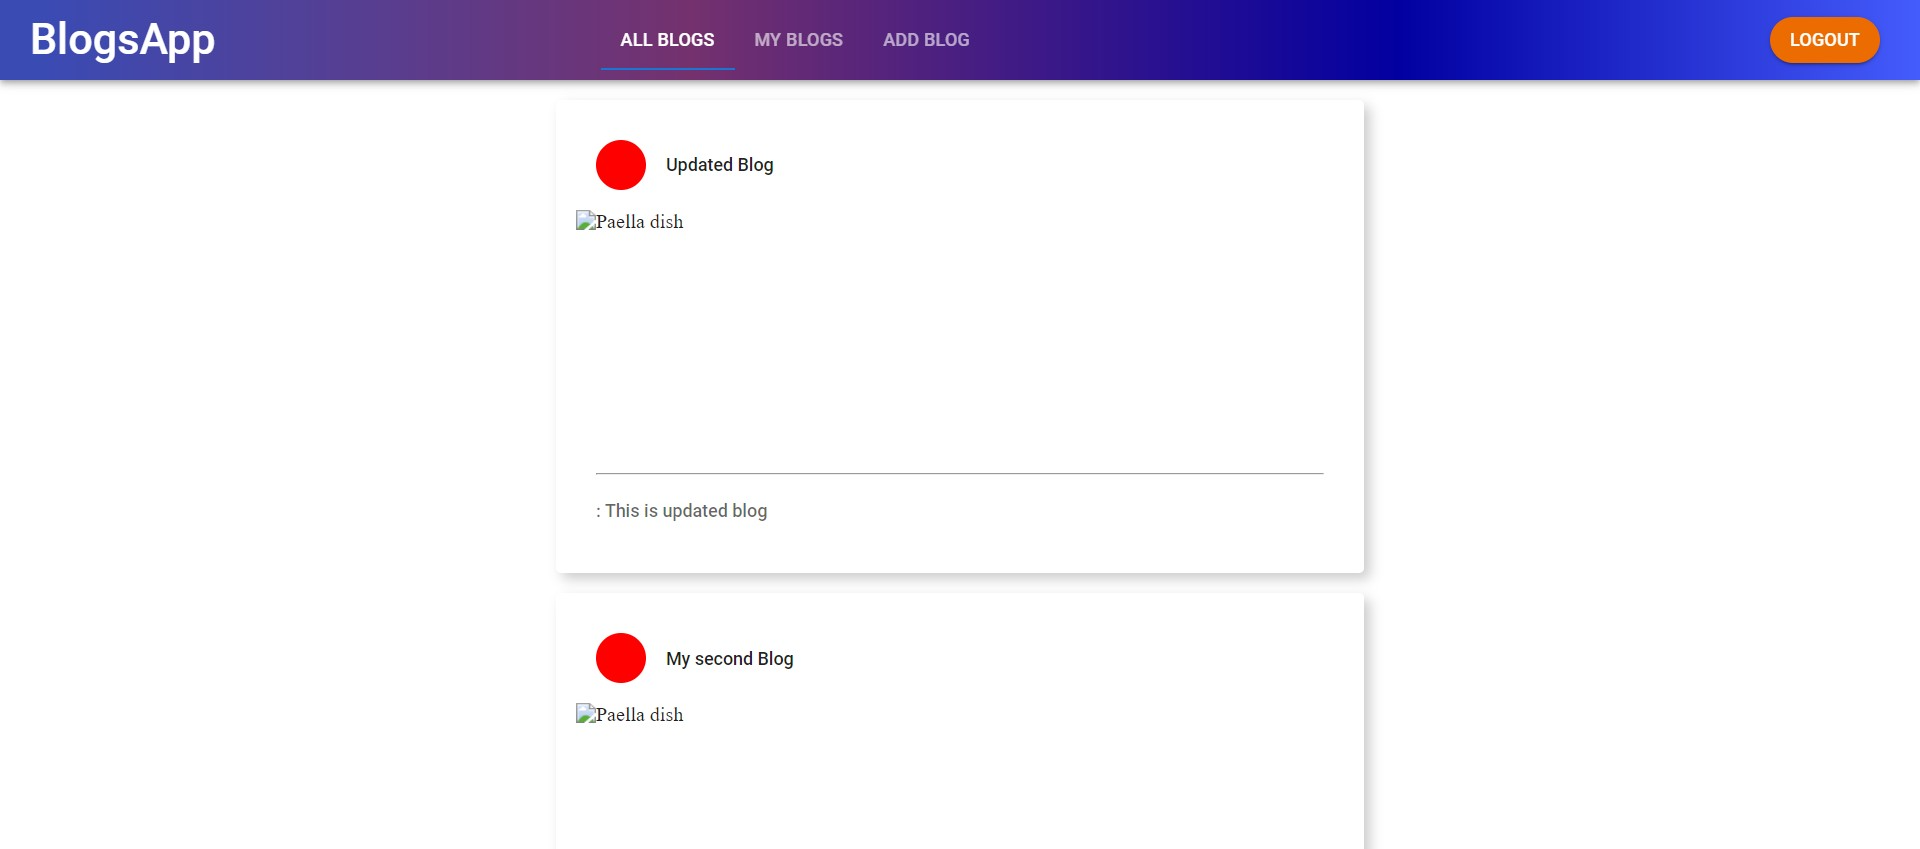 BlogsApp
ALL BLOGS
MY BLOGS
ADD BLOG
LOGOUT
Updated Blog
Paella dish
: This is updated blog
My second Blog
Paella dish